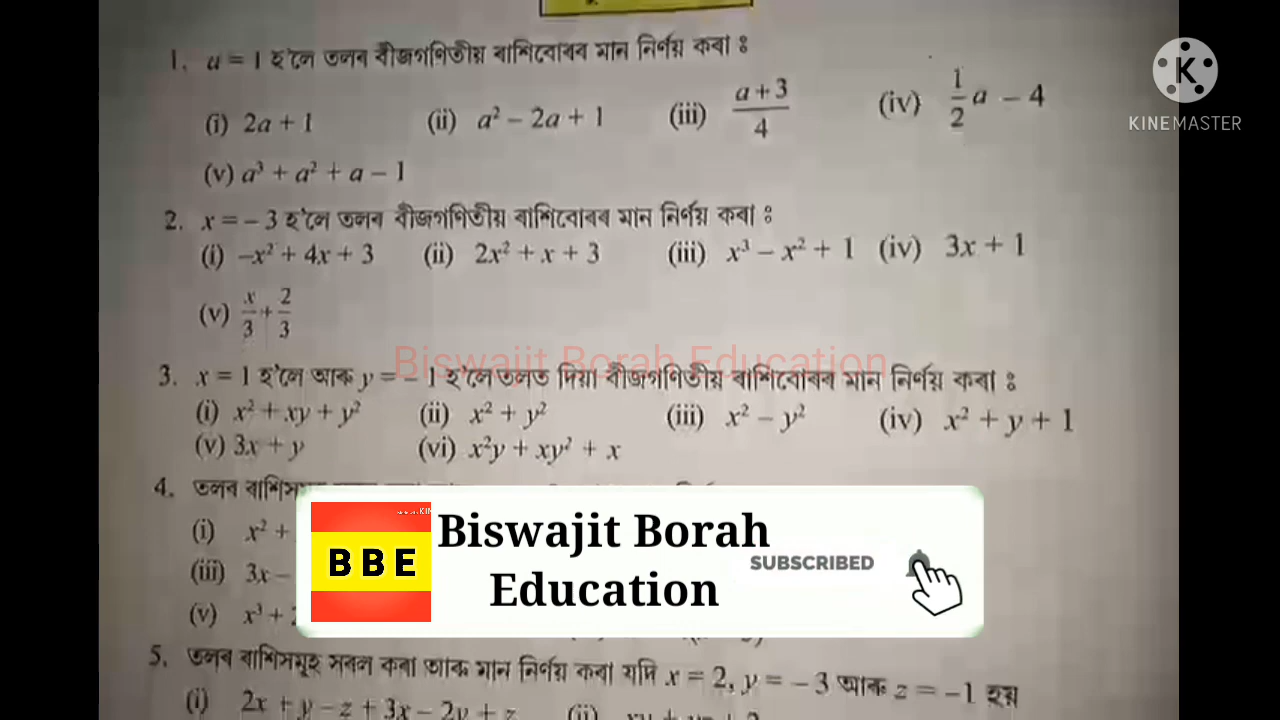 1. a = 1 হ'লে তলৰ বীজগণিতীয় ৰাশিবোৰৰ মান নিৰ্ণয় কৰা ঃ
(i) 2a + 1 (ii) a² − 2a + 1 (iii) (a + 3)/4 (iv) 1/2 a − 4
(v) a³ + a² + a − 1
2. x = − 3 হ'লে তলৰ বীজগণিতীয় ৰাশিবোৰৰ মান নিৰ্ণয় কৰা ঃ
(i) −x² + 4x + 3 (ii) 2x² + x + 3 (iii) x³ − x² + 1 (iv) 3x + 1
(v) x/3 + 2/3
3. x = 1 হ'লে আৰু y = − 1 হ'লে তলত দিয়া বীজগণিতীয় ৰাশিবোৰৰ মান নিৰ্ণয় কৰা ঃ
(i) x² + xy + y² (ii) x² + y² (iii) x² − y² (iv) x² + y + 1
(v) 3x + y (vi) x²y + xy² + x
4. তলৰ
(i) x² +
(iii) 3x −
(v) x³ +
5. তলৰ ৰাশিসমূহ সৰল কৰা আৰু মান নিৰ্ণয় কৰা যদি x = 2, y = − 3 আৰু z = −1 হয়
(i) 2x + y − z + 3x − 2y + z (ii)
KINEMASTER
Biswajit Borah Education
BBE
Biswajit Borah
Education
SUBSCRIBED